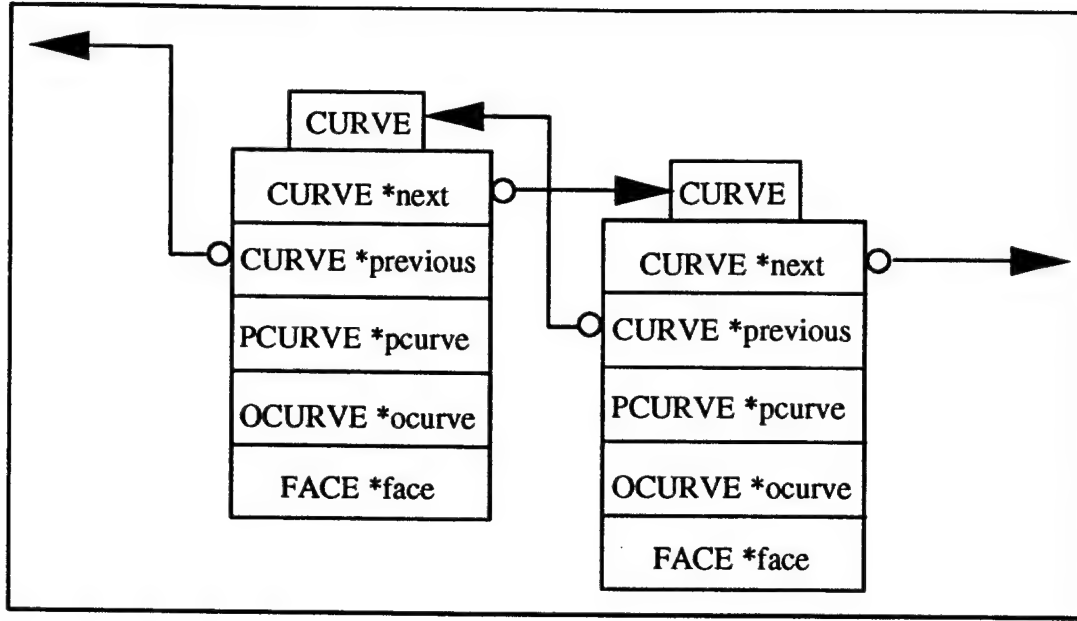 CURVE
CURVE *next
CURVE *previous
PCURVE *pcurve
OCURVE *ocurve
FACE *face
CURVE
CURVE *next
CURVE *previous
PCURVE *pcurve
OCURVE *ocurve
FACE *face